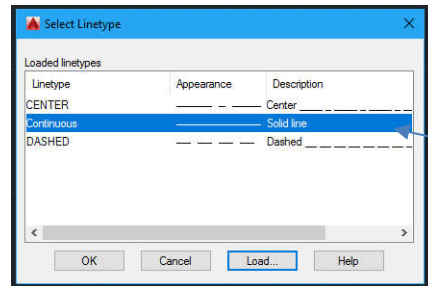 Select Linetype
Loaded linetypes
Linetype Appearance Description
CENTER Center
Continuous Solid line
DASHED Dashed
OK Cancel Load... Help